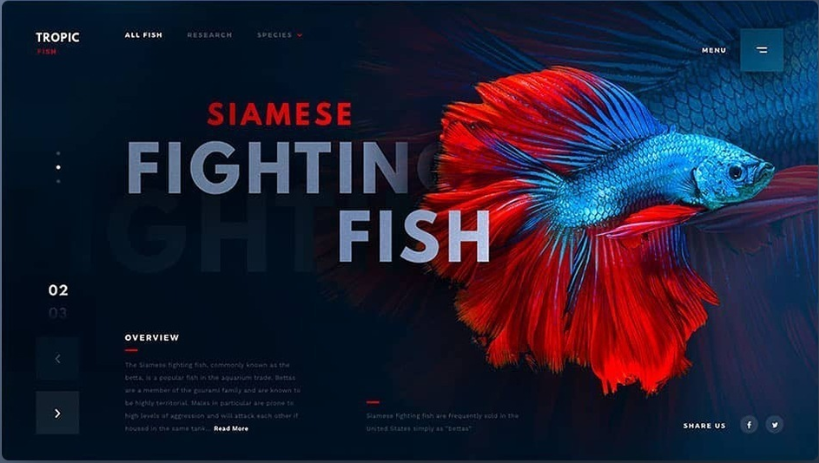 TROPIC
FISH
ALL FISH
RESEARCH
SPECIES
MENU
SIAMESE
FIGHTING
FISH
GHT
02
03
OVERVIEW
The Siamese fighting fish, commonly known as the
betta, is a popular fish in the aquarium trade. Bettas
are a member of the gourami family and are known to
be highly territorial. Males in particular are prone to
high levels of aggression and will attack each other if
housed in the same tank... Read More
Siamese fighting fish are frequently sold in the
United States simply as "bettas"
SHARE US
f